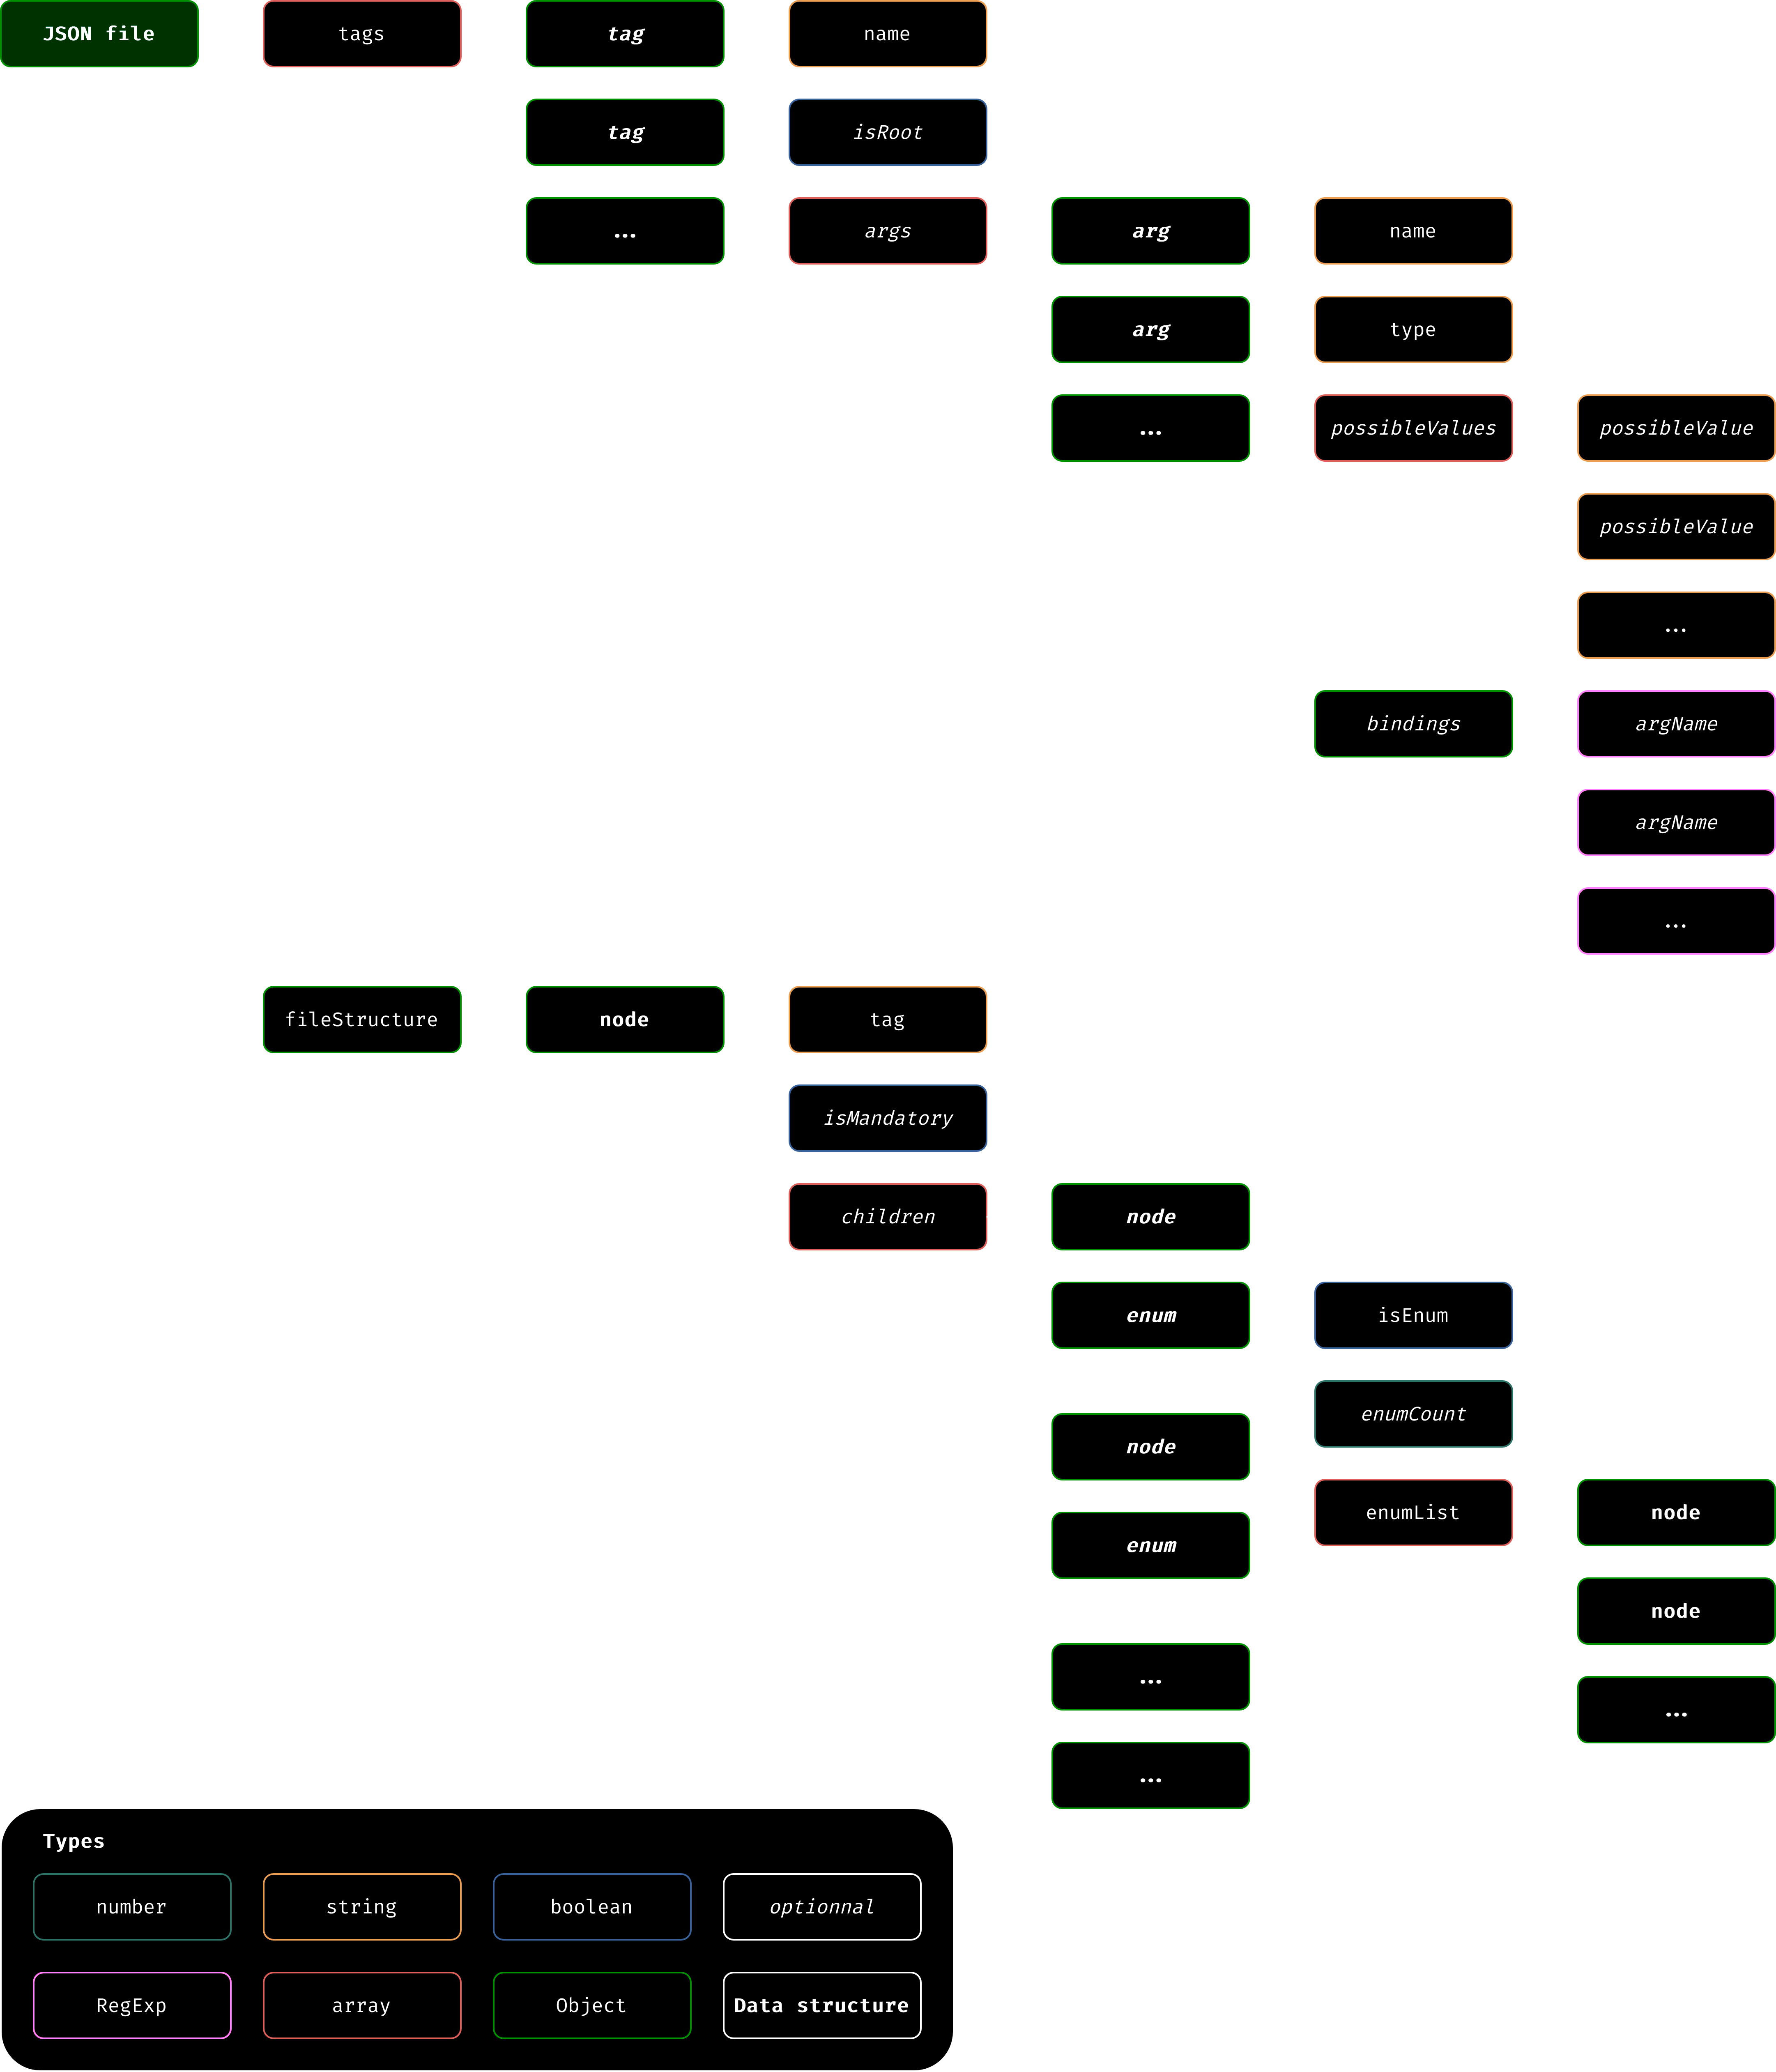 JSON file tags tag name
tag isRoot
... args arg name
arg type
... possibleValues possibleValue
possibleValue
...
bindings argName
argName
...
fileStructure node tag
isMandatory
children node
enum isEnum
enumCount
node
enumList node
enum
node
...
...
...
Types
number string boolean optionnal
RegExp array Object Data structure